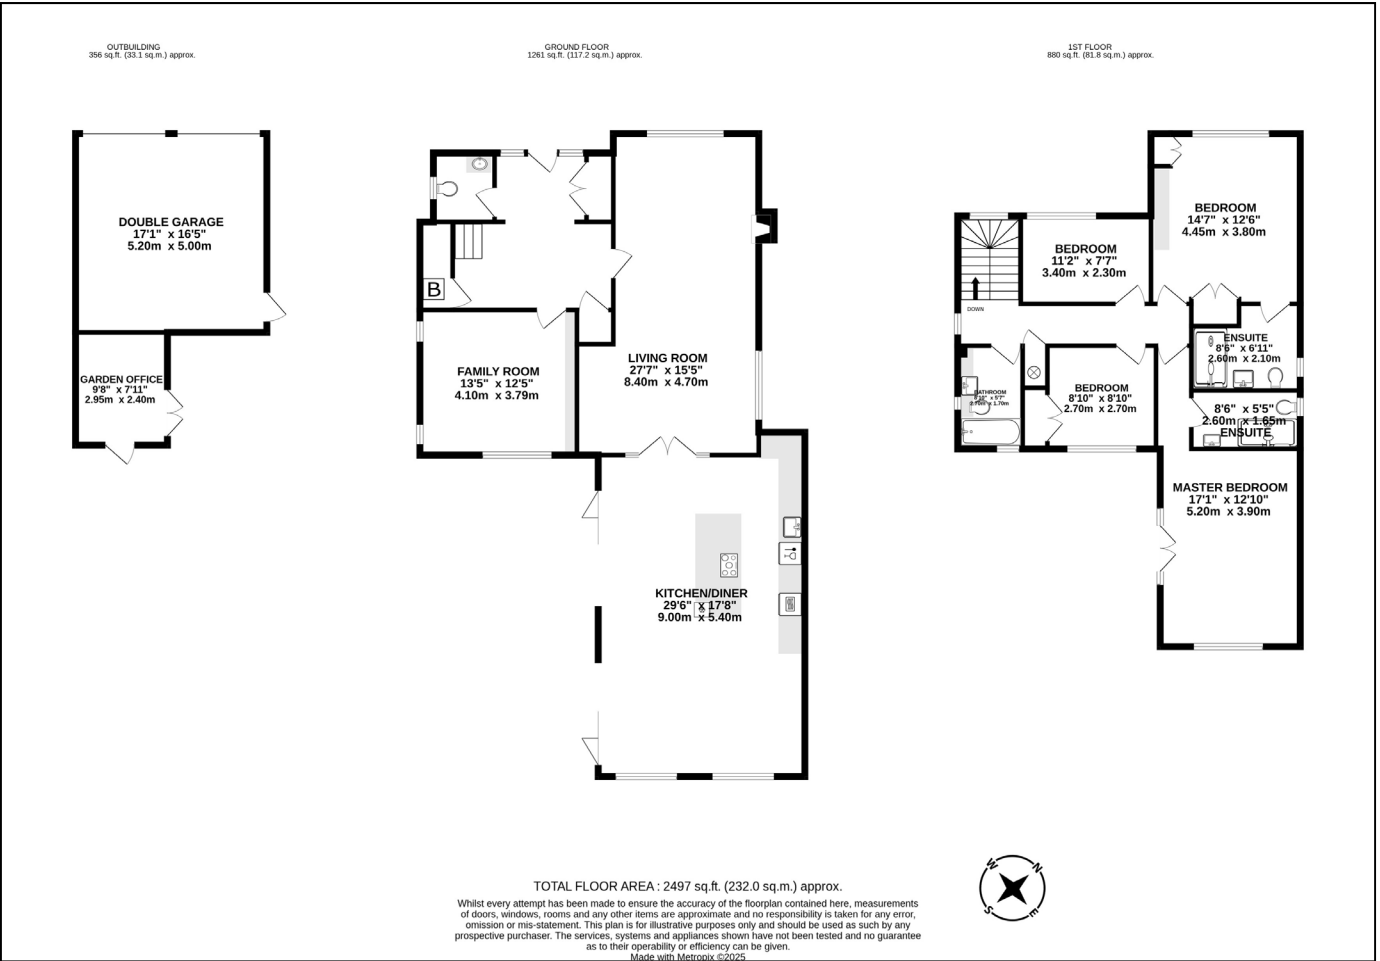 OUTBUILDING
356 sq.ft. (33.1 sq.m.) approx.
GROUND FLOOR
1261 sq.ft. (117.2 sq.m.) approx.
1ST FLOOR
880 sq.ft. (81.8 sq.m.) approx.
DOUBLE GARAGE
17'1" x 16'5"
5.20m x 5.00m
GARDEN OFFICE
9'8" x 7'11"
2.95m x 2.40m
B
FAMILY ROOM
13'5" x 12'5"
4.10m x 3.79m
LIVING ROOM
27'7" x 15'5"
8.40m x 4.70m
KITCHEN/DINER
29'6" x 17'8"
9.00m x 5.40m
BEDROOM
14'7" x 12'6"
4.45m x 3.80m
BEDROOM
11'2" x 7'7"
3.40m x 2.30m
DOWN
ENSUITE
8'6" x 6'11"
2.60m x 2.10m
BATHROOM
8'10" x 5'7"
2.70m x 1.70m
BEDROOM
8'10" x 8'10"
2.70m x 2.70m
8'6" x 5'5"
2.60m x 1.65m
ENSUITE
MASTER BEDROOM
17'1" x 12'10"
5.20m x 3.90m
W
N
S
E
TOTAL FLOOR AREA : 2497 sq.ft. (232.0 sq.m.) approx.
Whilst every attempt has been made to ensure the accuracy of the floorplan contained here, measurements
of doors, windows, rooms and any other items are approximate and no responsibility is taken for any error,
omission or mis-statement. This plan is for illustrative purposes only and should be used as such by any
prospective purchaser. The services, systems and appliances shown have not been tested and no guarantee
as to their operability or efficiency can be given.
Made with Metropix ©2025